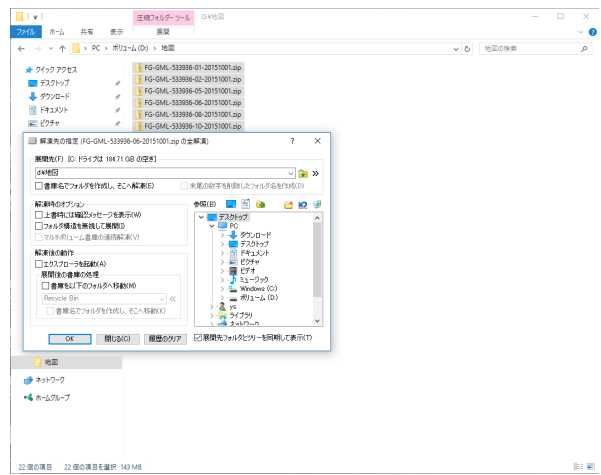 圧縮フォルダー ツール D:¥地図
ファイル ホーム 共有 表示 展開
PC › ボリューム (D:) › 地図
地図の検索
クイック アクセス
デスクトップ
ダウンロード
ドキュメント
ピクチャ
FG-GML-533936-01-20151001.zip
FG-GML-533936-02-20151001.zip
FG-GML-533936-05-20151001.zip
FG-GML-533936-06-20151001.zip
FG-GML-533936-08-20151001.zip
FG-GML-533936-10-20151001.zip
解凍先の指定 (FG-GML-533936-06-20151001.zip の全解凍) ? ×
展開先(F) [C: ドライブは 184.71 GB の空き]
d:¥地図
書庫名でフォルダを作成し、そこへ解凍(E)
末尾の数字を削除したフォルダ名を作成(D)
解凍時のオプション
上書時には確認メッセージを表示(W)
フォルダ構造を無視して展開(I)
マルチボリューム書庫の連続解凍(V)
解凍後の動作
エクスプローラを起動(A)
展開後の書庫の処理
書庫を以下のフォルダへ移動(M)
Recycle Bin
書庫名でフォルダを作成し、そこへ移動(K)
参照(B)
デスクトップ
PC
ダウンロード
デスクトップ
ドキュメント
ピクチャ
ビデオ
ミュージック
Windows (C:)
ボリューム (D:)
ys
ライブラリ
ネットワーク
OK 閉じる(C) 履歴のクリア
展開先フォルダとツリーを同期して表示(T)
地図
ネットワーク
ホームグループ
22 個の項目 22 個の項目を選択 143 MB